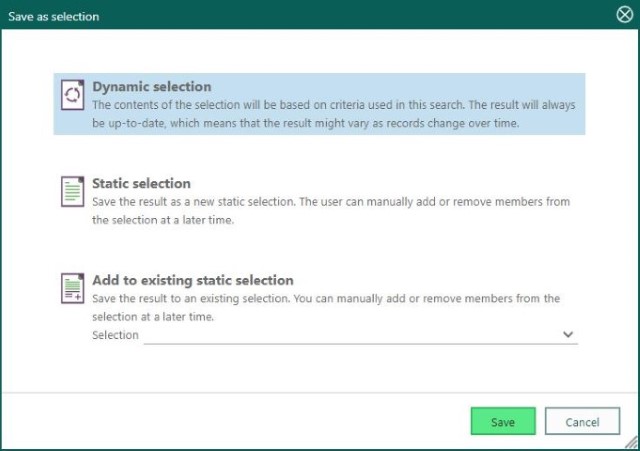 Save as selection
Dynamic selection
The contents of the selection will be based on criteria used in this search. The result will always
be up-to-date, which means that the result might vary as records change over time.
Static selection
Save the result as a new static selection. The user can manually add or remove members from
the selection at a later time.
Add to existing static selection
Save the result to an existing selection. You can manually add or remove members from the
selection at a later time.
Selection
Save
Cancel